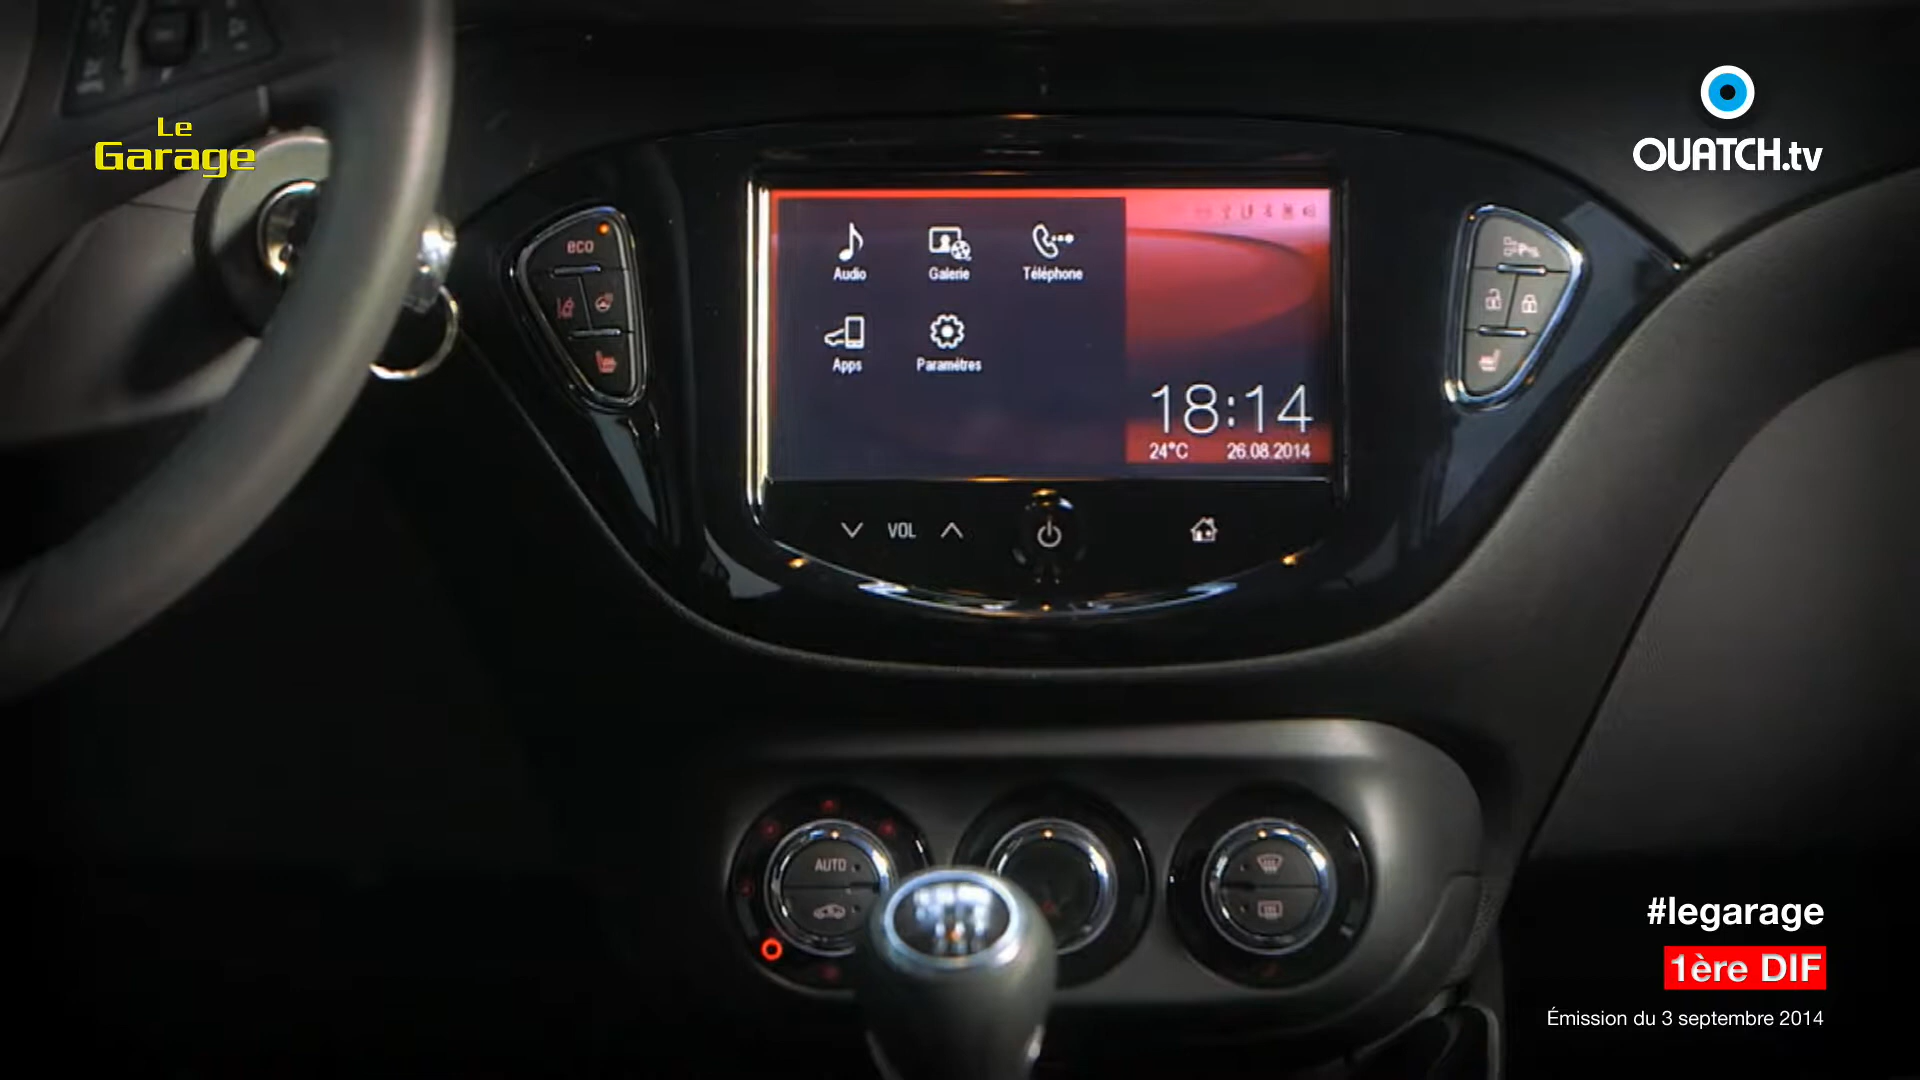 Le
Garage
OUATCH.tv
eco
Audio
Galerie
Téléphone
Apps
Paramètres
18:14
24°C
26.08.2014
VOL
AUTO
#legarage
1ère DIF
Émission du 3 septembre 2014